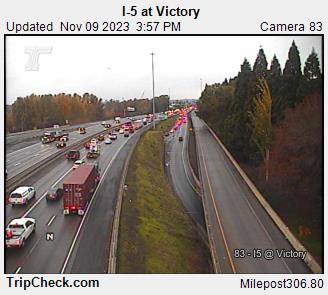 I-5 at Victory
Updated Nov 09 2023 3:57 PM Camera 83
T
N
83 - I5 @ Victory
TripCheck.com Milepost306.80